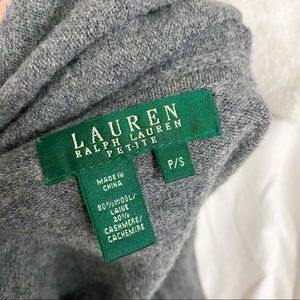 LAUREN
RALPH LAUREN
PETITE
P/S
MADE IN
CHINA
80%WOOL/
LAINE
20%
CASHMERE/
CACHEMIRE